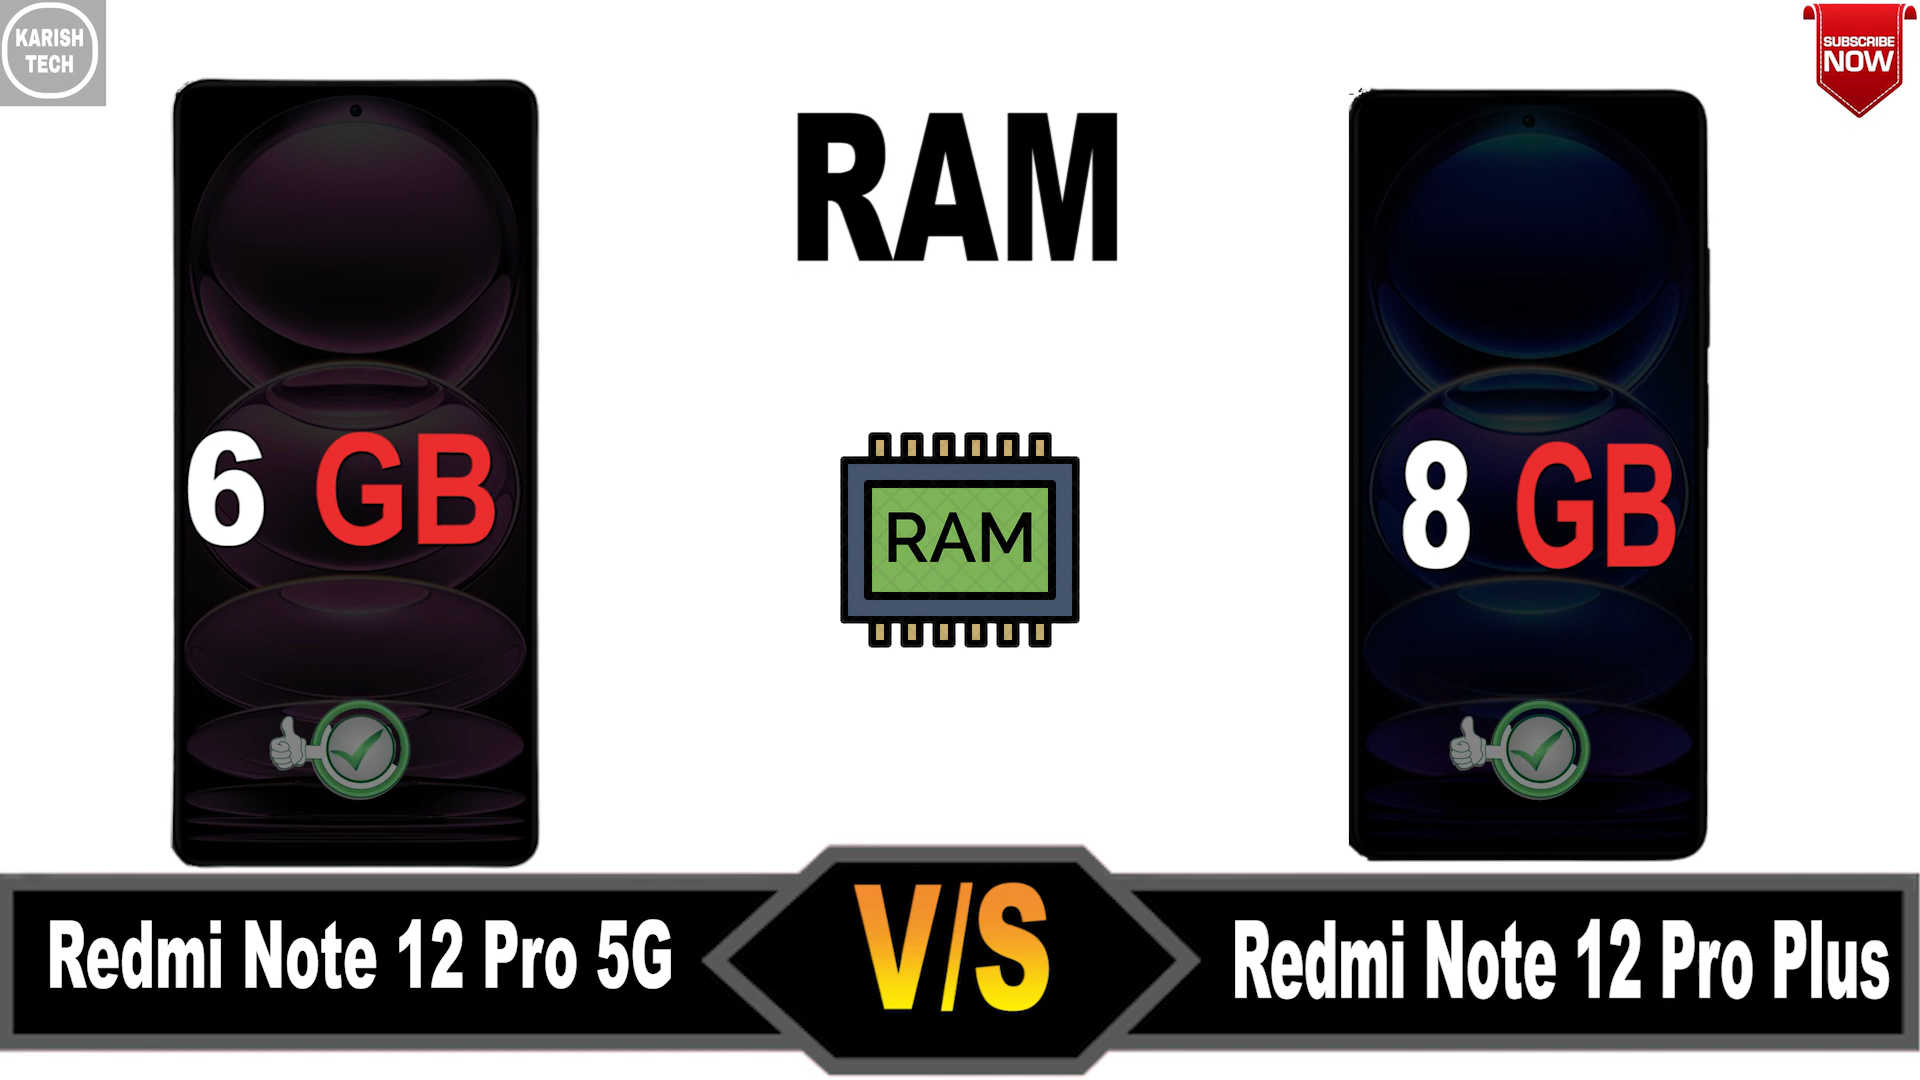 KARISH
TECH
SUBSCRIBE
NOW
RAM
6 GB
RAM
8 GB
Redmi Note 12 Pro 5G
V/S
Redmi Note 12 Pro Plus